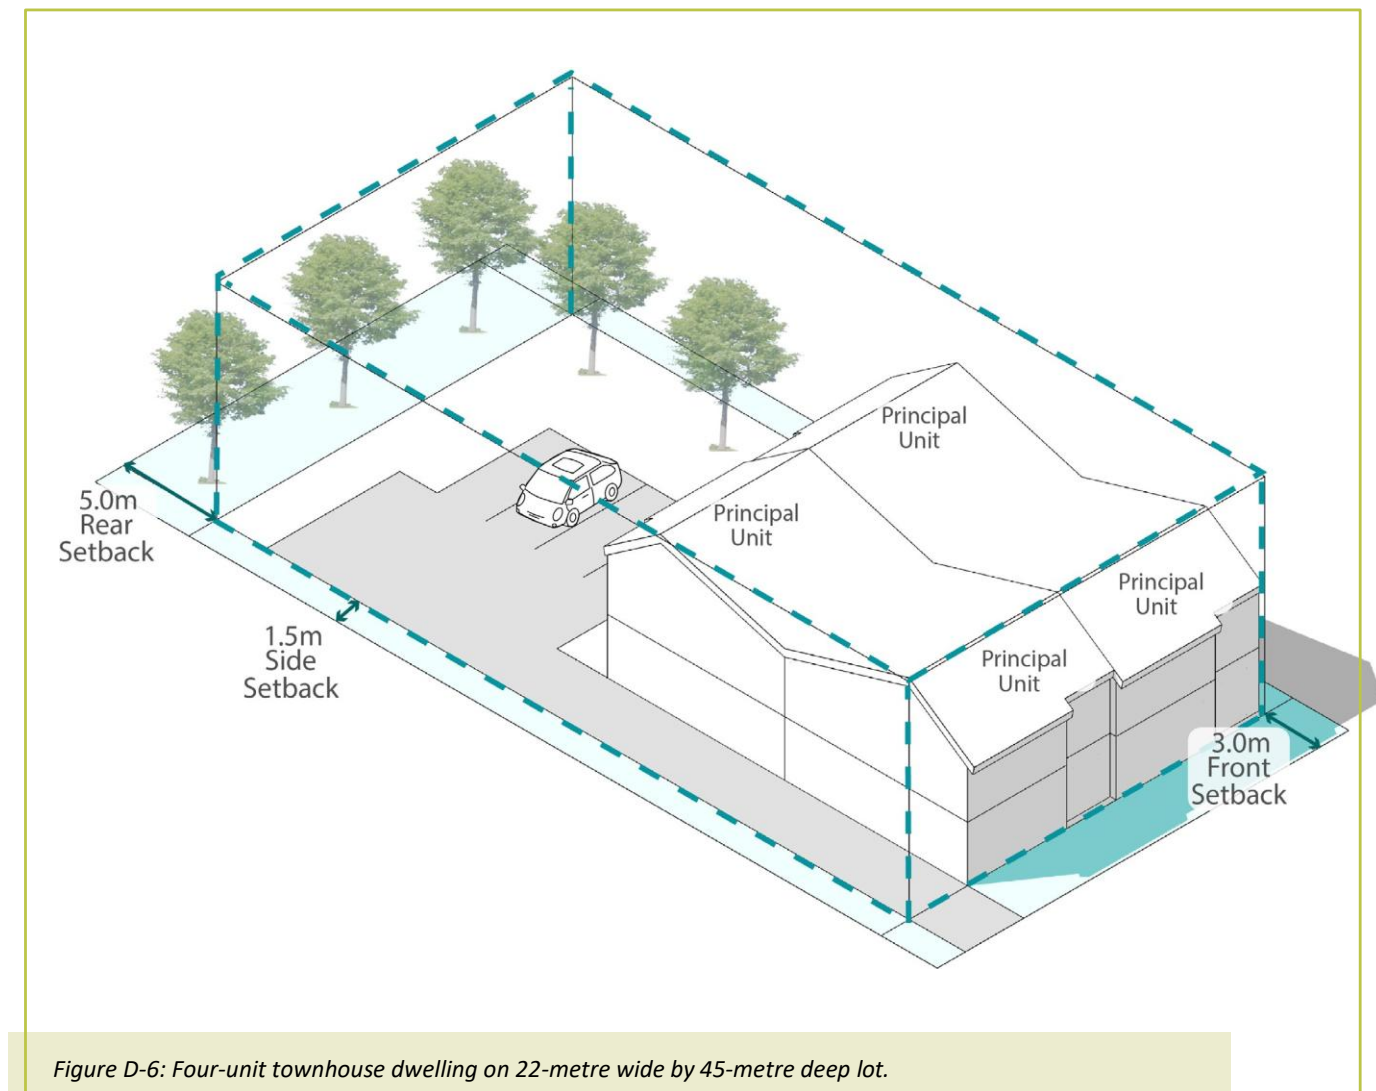 Principal
Unit
Principal
Unit
Principal
Unit
Principal
Unit
5.0m
Rear
Setback
1.5m
Side
Setback
3.0m
Front
Setback
Figure D-6: Four-unit townhouse dwelling on 22-metre wide by 45-metre deep lot.